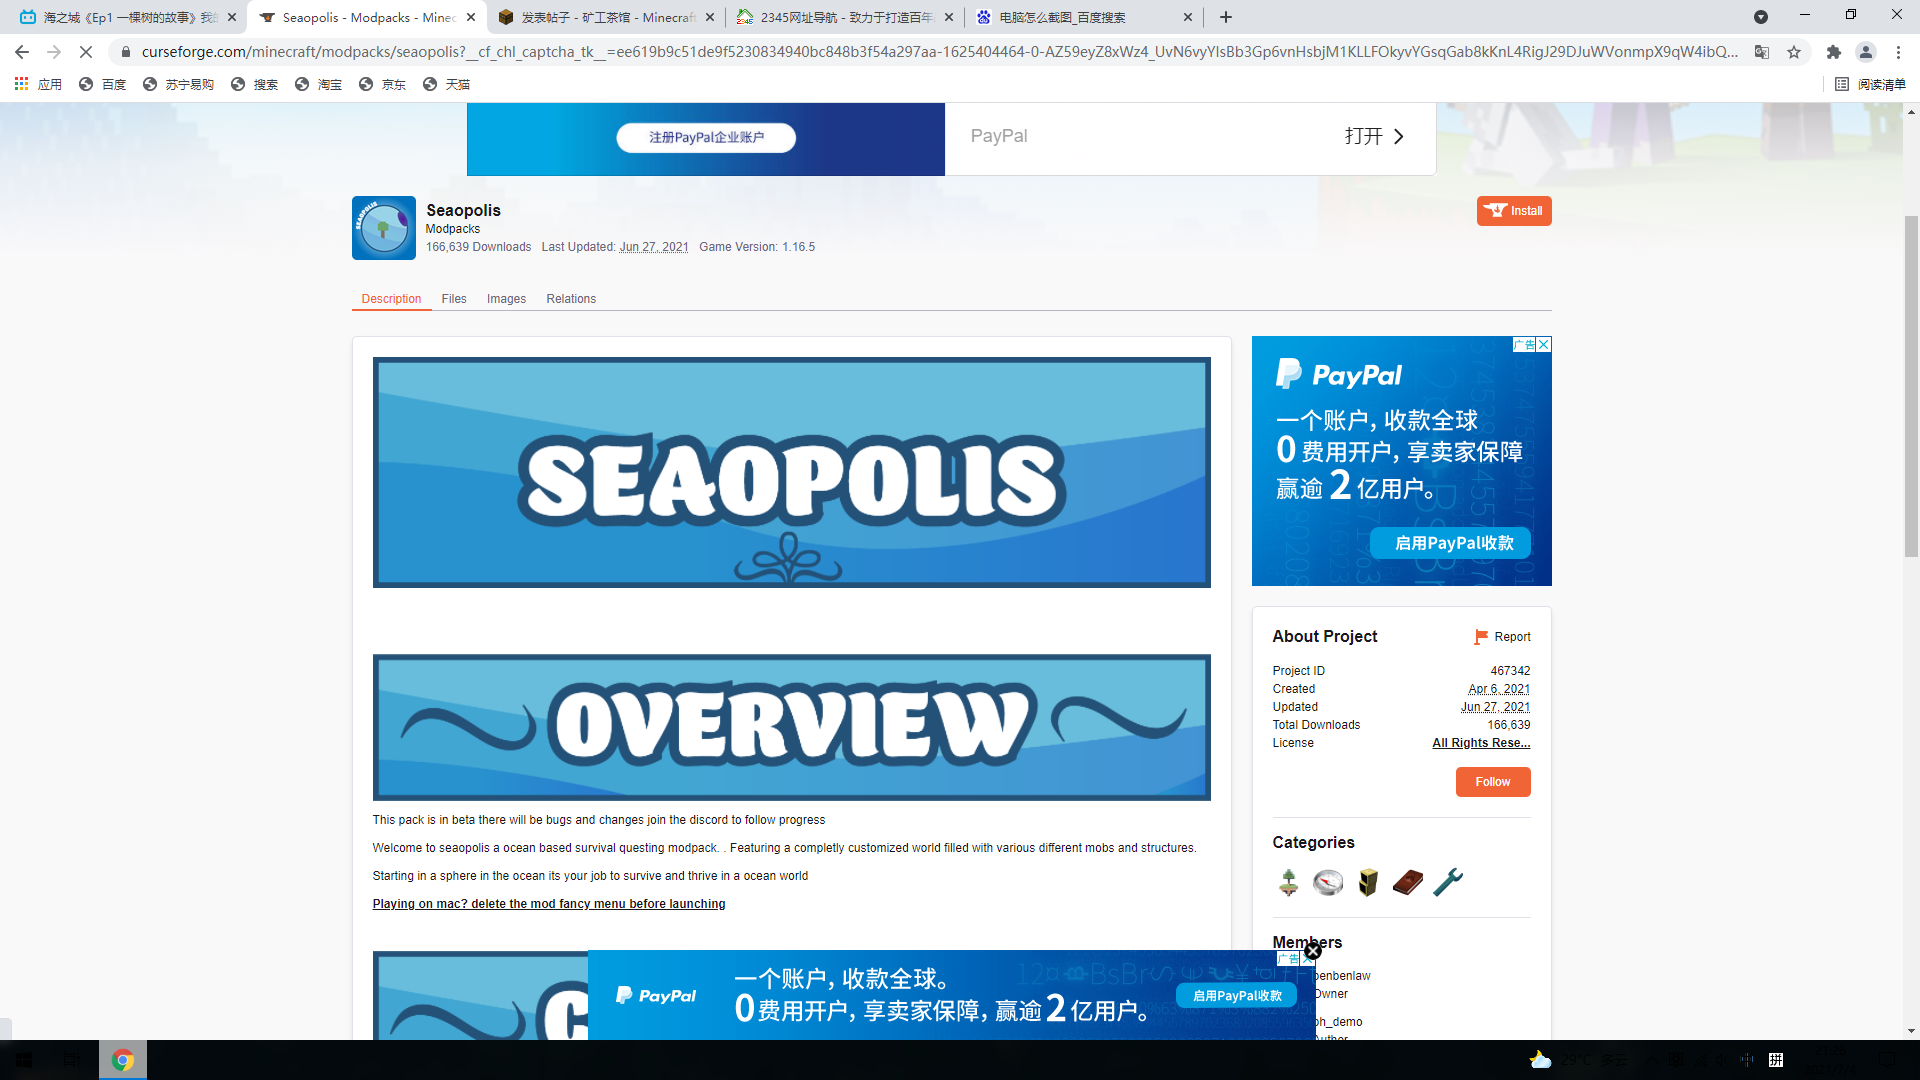 海之城《Ep1 一棵树的故事》我的
Seaopolis - Modpacks - Minec
发表帖子 - 矿工茶馆 - Minecraft
2345网址导航 - 致力于打造百年
电脑怎么截图_百度搜索
curseforge.com/minecraft/modpacks/seaopolis?__cf_chl_captcha_tk__=ee619b9c51de9f5230834940bc848b3f54a297aa-1625404464-0-AZ59eyZ8xWz4_UvN6vyYIsBb3Gp6vnHsbjM1KLLFOkyvYGsqGab8kKnL4RigJ29DJuWVonmpX9qW4ibQ...
应用 百度 苏宁易购 搜索 淘宝 京东 天猫 阅读清单
注册PayPal企业账户 PayPal 打开
SEAOPOLIS
Seaopolis
Install
Modpacks
166,639 Downloads Last Updated: Jun 27, 2021 Game Version: 1.16.5
Description Files Images Relations
SEAOPOLIS
OVERVIEW
This pack is in beta there will be bugs and changes join the discord to follow progress
Welcome to seaopolis a ocean based survival questing modpack. . Featuring a completly customized world filled with various different mobs and structures.
Starting in a sphere in the ocean its your job to survive and thrive in a ocean world
Playing on mac? delete the mod fancy menu before launching
C
广告
PayPal
一个账户, 收款全球
0 费用开户, 享卖家保障
赢逾 2 亿用户。
启用PayPal收款
About Project Report
Project ID 467342
Created Apr 6, 2021
Updated Jun 27, 2021
Total Downloads 166,639
License All Rights Rese...
Follow
Categories
Members
benbenlaw
Owner
ph_demo
Author
广告
PayPal
一个账户, 收款全球。
0费用开户, 享卖家保障, 赢逾2亿用户。
启用PayPal收款
29°C 多云 中 拼